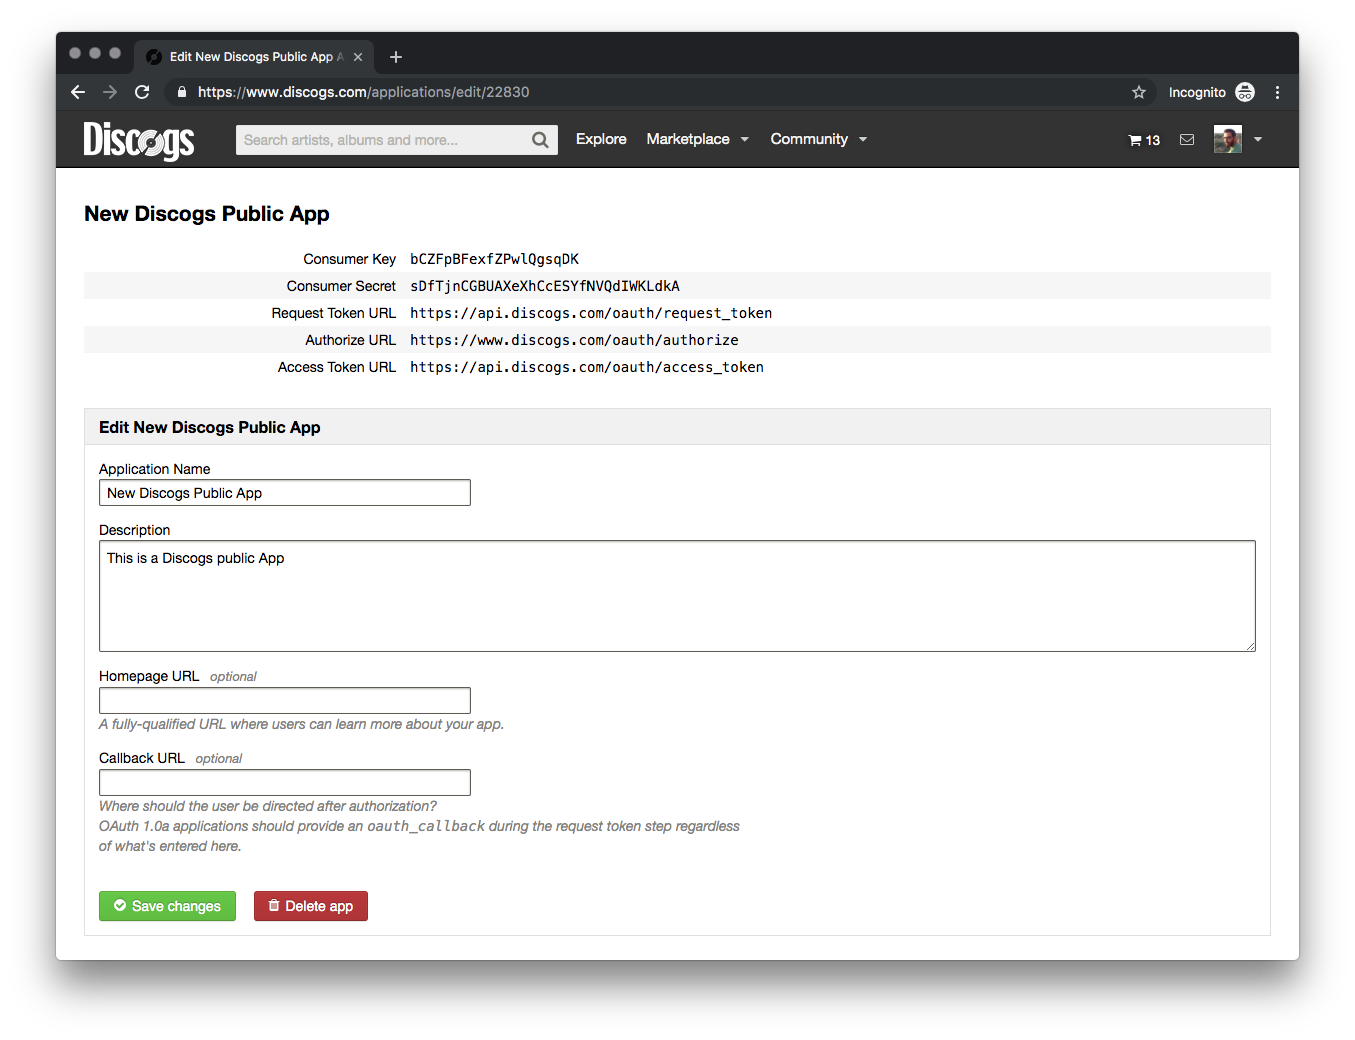 Edit New Discogs Public App A
https://www.discogs.com/applications/edit/22830
Incognito
Discogs
Search artists, albums and more...
Explore
Marketplace
Community
13
New Discogs Public App
Consumer Key bCZFpBFexfZPwlQgsqDK
Consumer Secret sDfTjnCGBUAXeXhCcESYfNVQdIWKLdkA
Request Token URL https://api.discogs.com/oauth/request_token
Authorize URL https://www.discogs.com/oauth/authorize
Access Token URL https://api.discogs.com/oauth/access_token
Edit New Discogs Public App
Application Name
New Discogs Public App
Description
This is a Discogs public App
Homepage URL optional
A fully-qualified URL where users can learn more about your app.
Callback URL optional
Where should the user be directed after authorization?
OAuth 1.0a applications should provide an oauth_callback during the request token step regardless
of what's entered here.
Save changes
Delete app